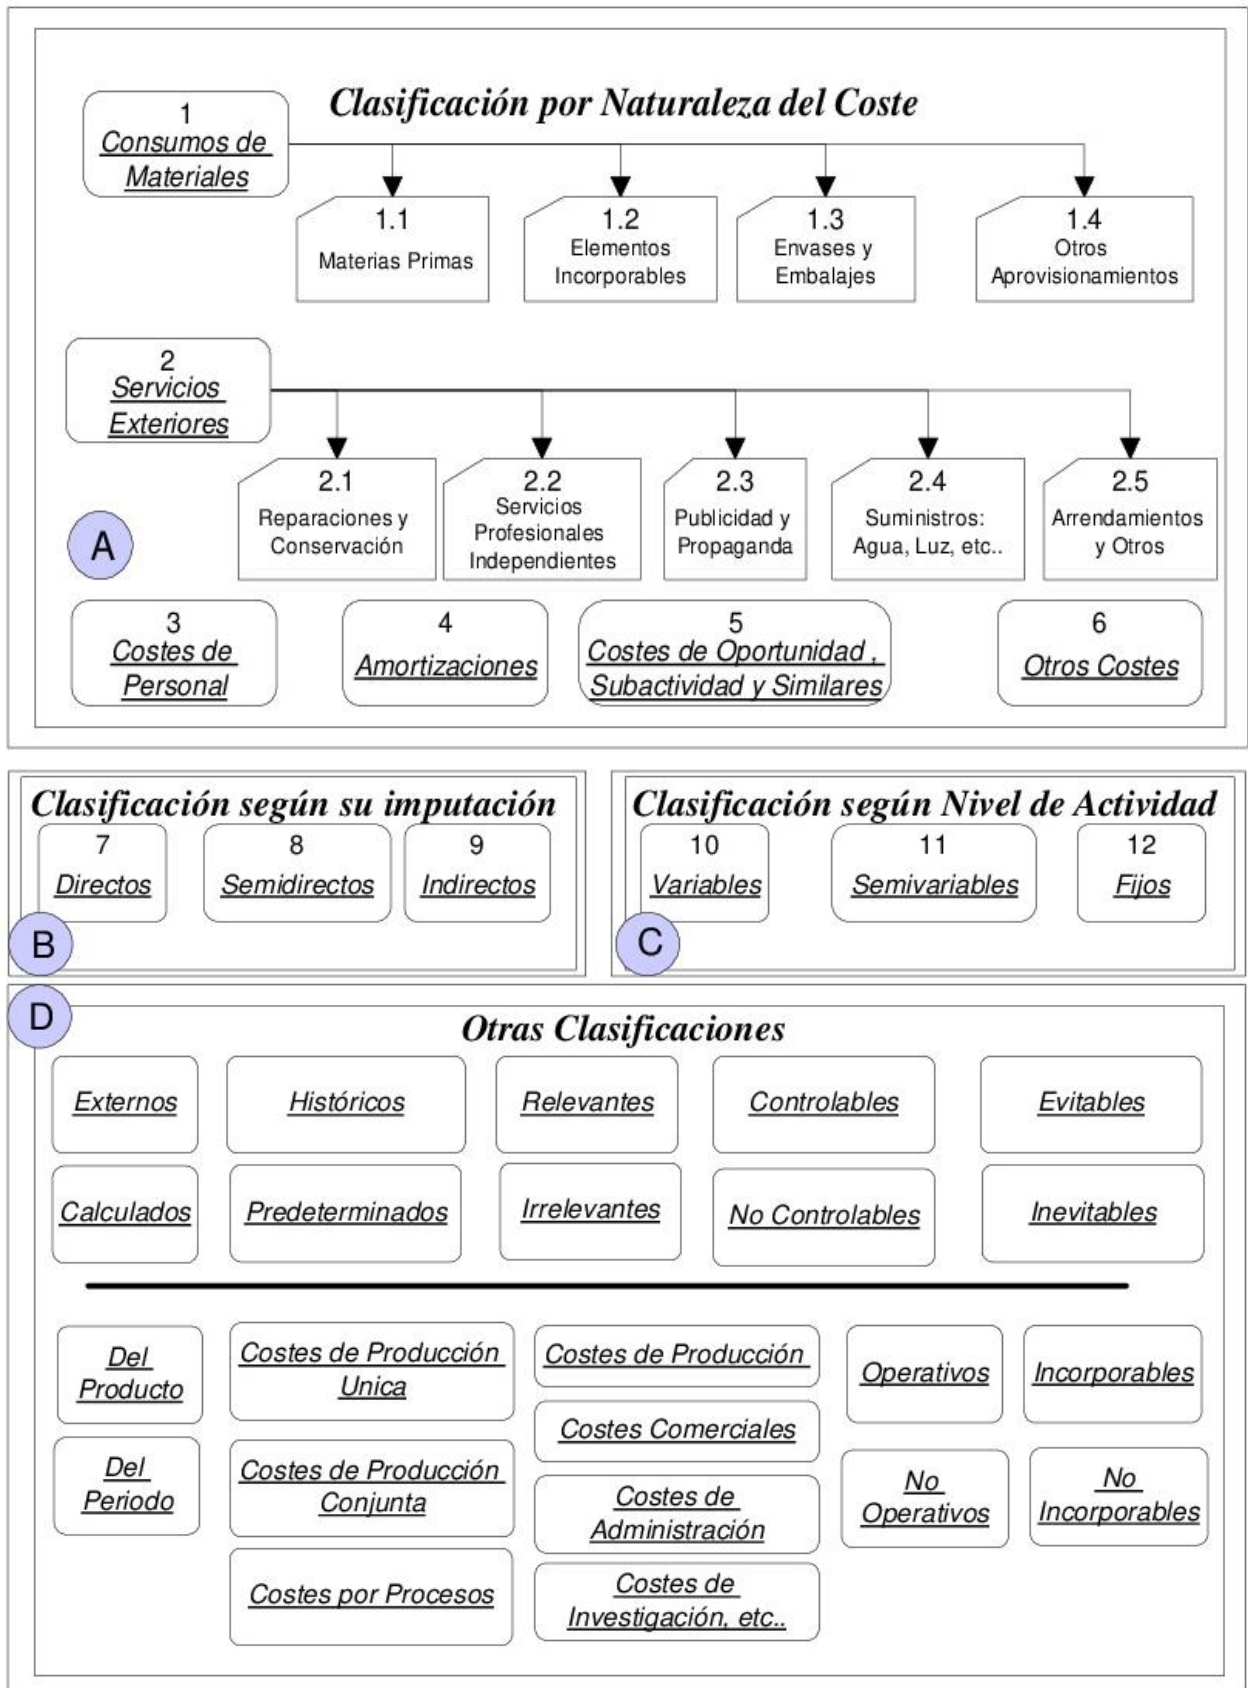 Clasificación por Naturaleza del Coste
1
Consumos de
Materiales
1.1
Materias Primas
1.2
Elementos
Incorporables
1.3
Envases y
Embalajes
1.4
Otros
Aprovisionamientos
2
Servicios
Exteriores
2.1
Reparaciones y
Conservación
2.2
Servicios
Profesionales
Independientes
2.3
Publicidad y
Propaganda
2.4
Suministros:
Agua, Luz, etc..
2.5
Arrendamientos
y Otros
A
3
Costes de
Personal
4
Amortizaciones
5
Costes de Oportunidad ,
Subactividad y Similares
6
Otros Costes
Clasificación según su imputación
7
Directos
8
Semidirectos
9
Indirectos
B
Clasificación según Nivel de Actividad
10
Variables
11
Semivariables
12
Fijos
C
D
Otras Clasificaciones
Externos
Históricos
Relevantes
Controlables
Evitables
Calculados
Predeterminados
Irrelevantes
No Controlables
Inevitables
Del
Producto
Del
Periodo
Costes de Producción
Unica
Costes de Producción
Conjunta
Costes por Procesos
Costes de Producción
Costes Comerciales
Costes de
Administración
Costes de
Investigación, etc..
Operativos
No
Operativos
Incorporables
No
Incorporables